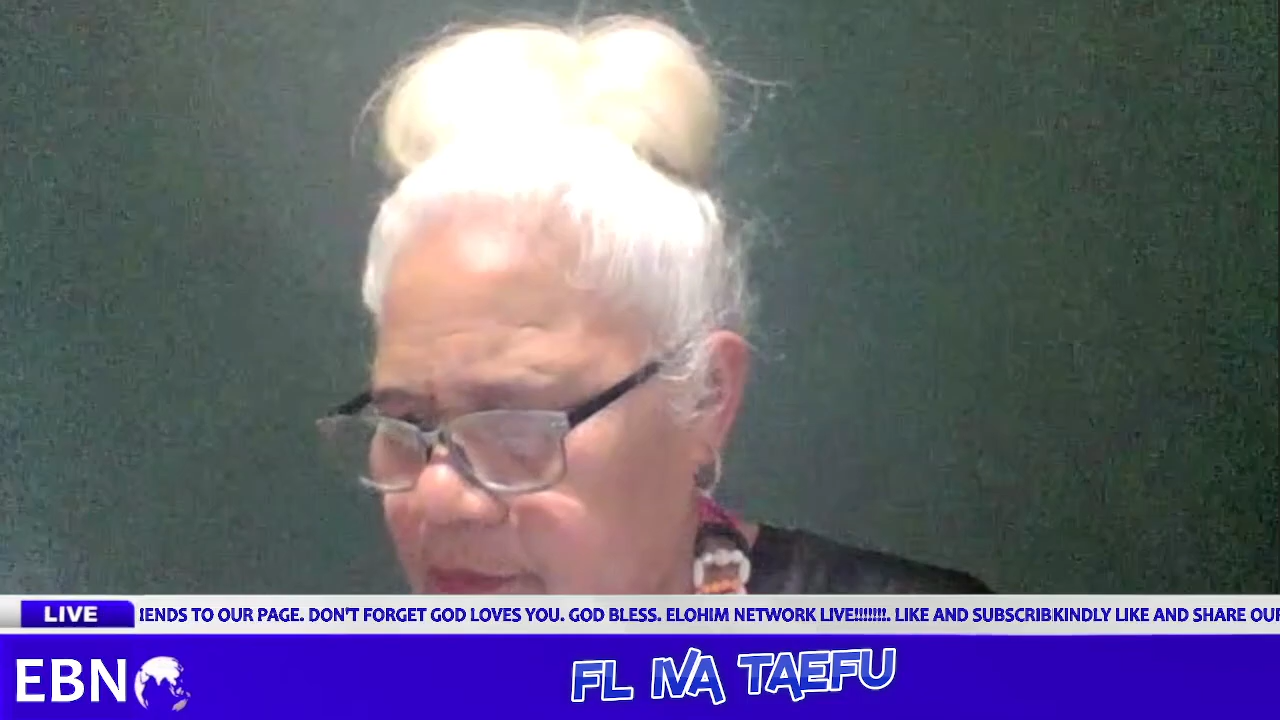 LIVE
IENDS TO OUR PAGE. DON'T FORGET GOD LOVES YOU. GOD BLESS. ELOHIM NETWORK LIVE!!!!!!!. LIKE AND SUBSCRIBKINDLY LIKE AND SHARE OUR
EBN
FL IVA TAEFU